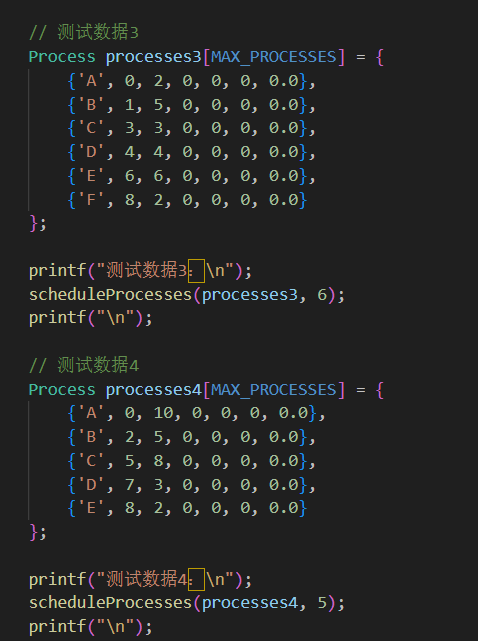 // 测试数据3
Process processes3[MAX_PROCESSES] = {
    {'A', 0, 2, 0, 0, 0, 0.0},
    {'B', 1, 5, 0, 0, 0, 0.0},
    {'C', 3, 3, 0, 0, 0, 0.0},
    {'D', 4, 4, 0, 0, 0, 0.0},
    {'E', 6, 6, 0, 0, 0, 0.0},
    {'F', 8, 2, 0, 0, 0, 0.0}
};
printf("测试数据3：\n");
scheduleProcesses(processes3, 6);
printf("\n");
// 测试数据4
Process processes4[MAX_PROCESSES] = {
    {'A', 0, 10, 0, 0, 0, 0.0},
    {'B', 2, 5, 0, 0, 0, 0.0},
    {'C', 5, 8, 0, 0, 0, 0.0},
    {'D', 7, 3, 0, 0, 0, 0.0},
    {'E', 8, 2, 0, 0, 0, 0.0}
};
printf("测试数据4：\n");
scheduleProcesses(processes4, 5);
printf("\n");